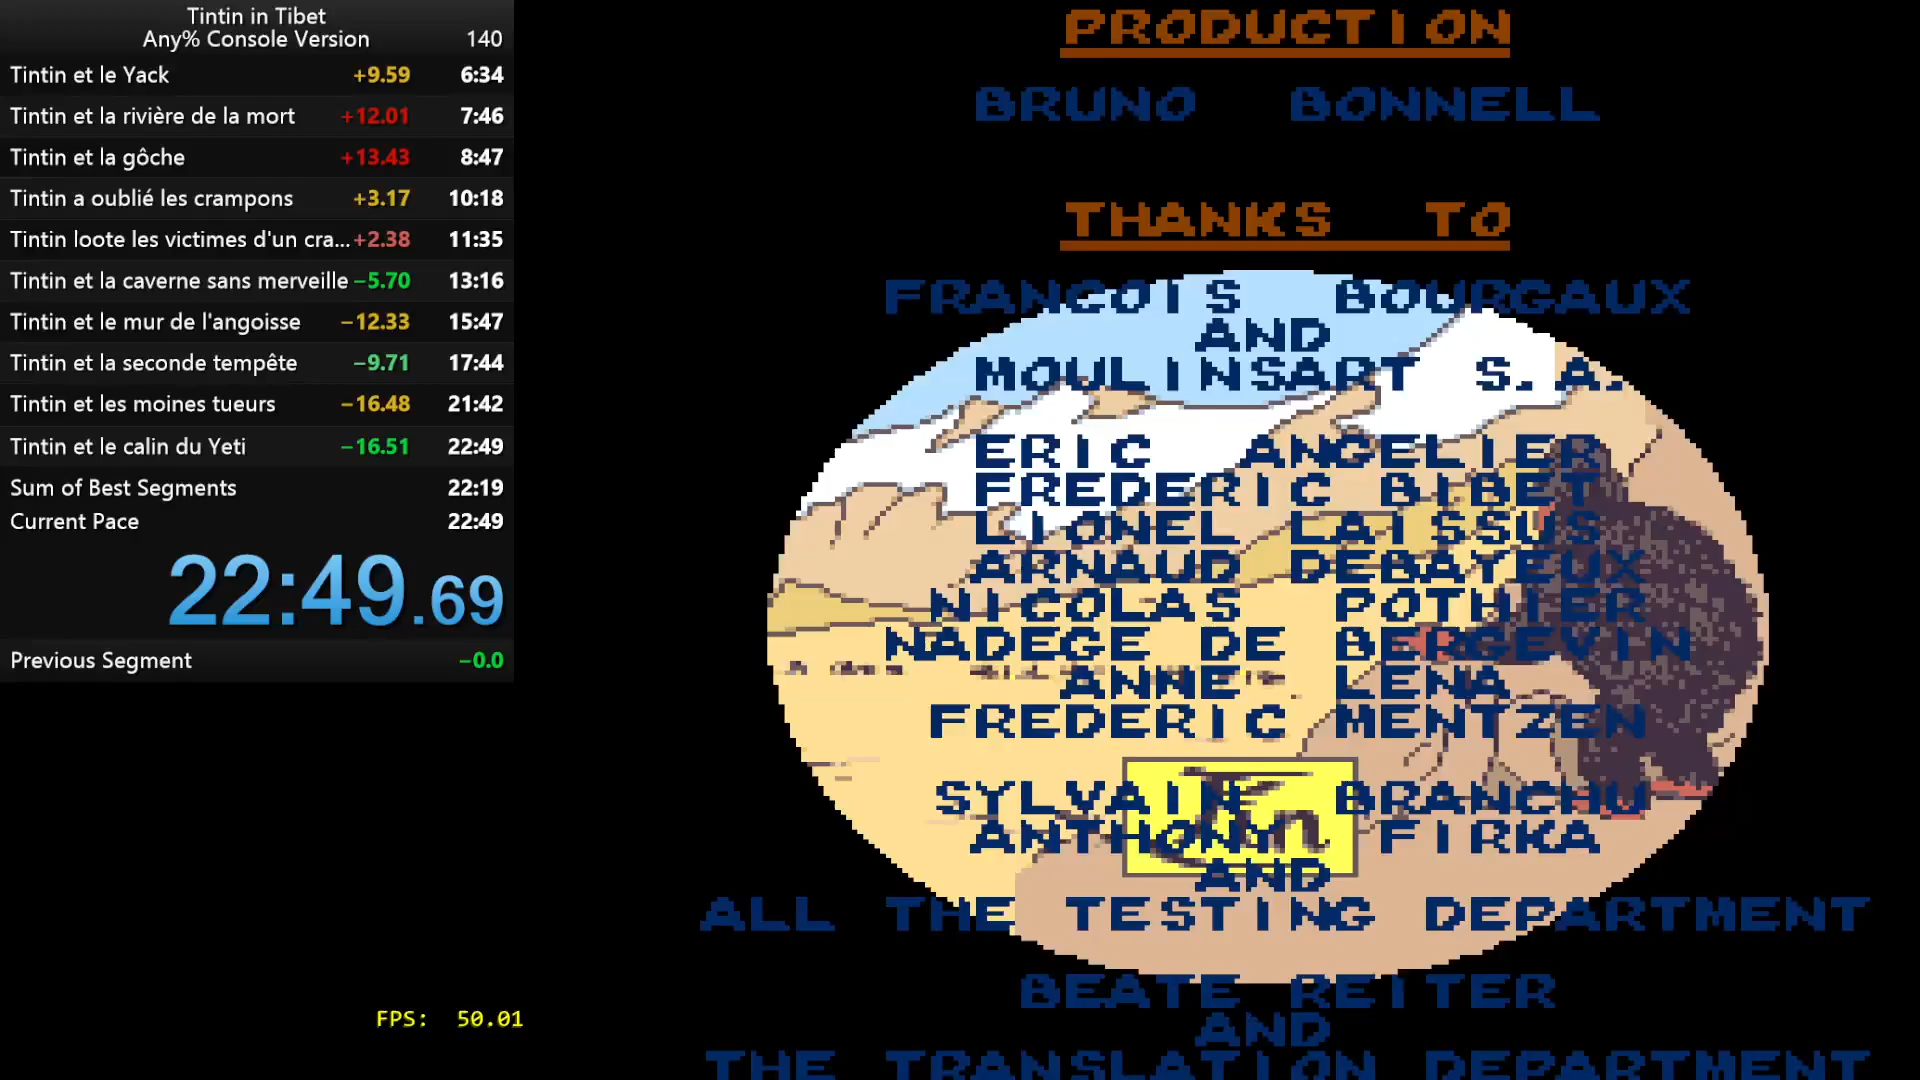 Tintin in Tibet
Any% Console Version 140
Tintin et le Yack +9.59 6:34
Tintin et la rivière de la mort +12.01 7:46
Tintin et la gôche +13.43 8:47
Tintin a oublié les crampons +3.17 10:18
Tintin loote les victimes d'un cra... +2.38 11:35
Tintin et la caverne sans merveille −5.70 13:16
Tintin et le mur de l'angoisse −12.33 15:47
Tintin et la seconde tempête −9.71 17:44
Tintin et les moines tueurs −16.48 21:42
Tintin et le calin du Yeti −16.51 22:49
Sum of Best Segments 22:19
Current Pace 22:49
22:49.69
Previous Segment −0.0
FPS: 50.01
PRODUCTION
BRUNO BONNELL
THANKS TO
FRANCOIS BOURGAUX
AND
MOULINSART S.A.
ERIC ANGELIER
FREDERIC BIBET
LIONEL LAISSUS
ARNAUD DEBAYEUX
NICOLAS POTHIER
NADEGE DE BERGEVIN
ANNE LENA
FREDERIC MENTZEN
SYLVAIN BRANCHU
ANTHONY FIRKA
AND
ALL THE TESTING DEPARTMENT
BEATE REITER
AND
THE TRANSLATION DEPARTMENT